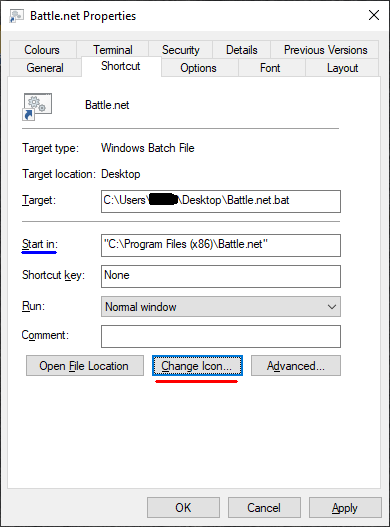 Battle.net Properties
Colours Terminal Security Details Previous Versions
General Shortcut Options Font Layout
Battle.net
Target type: Windows Batch File
Target location: Desktop
Target: C:\Users\ \Desktop\Battle.net.bat
Start in: "C:\Program Files (x86)\Battle.net"
Shortcut key: None
Run: Normal window
Comment:
Open File Location Change Icon... Advanced...
OK Cancel Apply